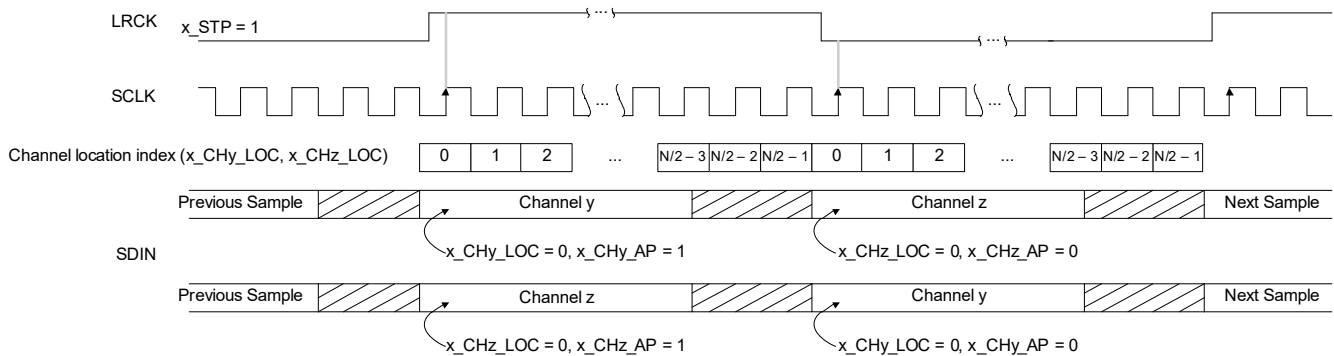 LRCK x_STP = 1 ... ...
SCLK ... ...
Channel location index (x_CHy_LOC, x_CHz_LOC) 0 1 2 ... N/2 – 3 N/2 – 2 N/2 – 1 0 1 2 ... N/2 – 3 N/2 – 2 N/2 – 1
Previous Sample Channel y Channel z Next Sample
x_CHy_LOC = 0, x_CHy_AP = 1 x_CHz_LOC = 0, x_CHz_AP = 0
SDIN
Previous Sample Channel z Channel y Next Sample
x_CHz_LOC = 0, x_CHz_AP = 1 x_CHy_LOC = 0, x_CHy_AP = 0